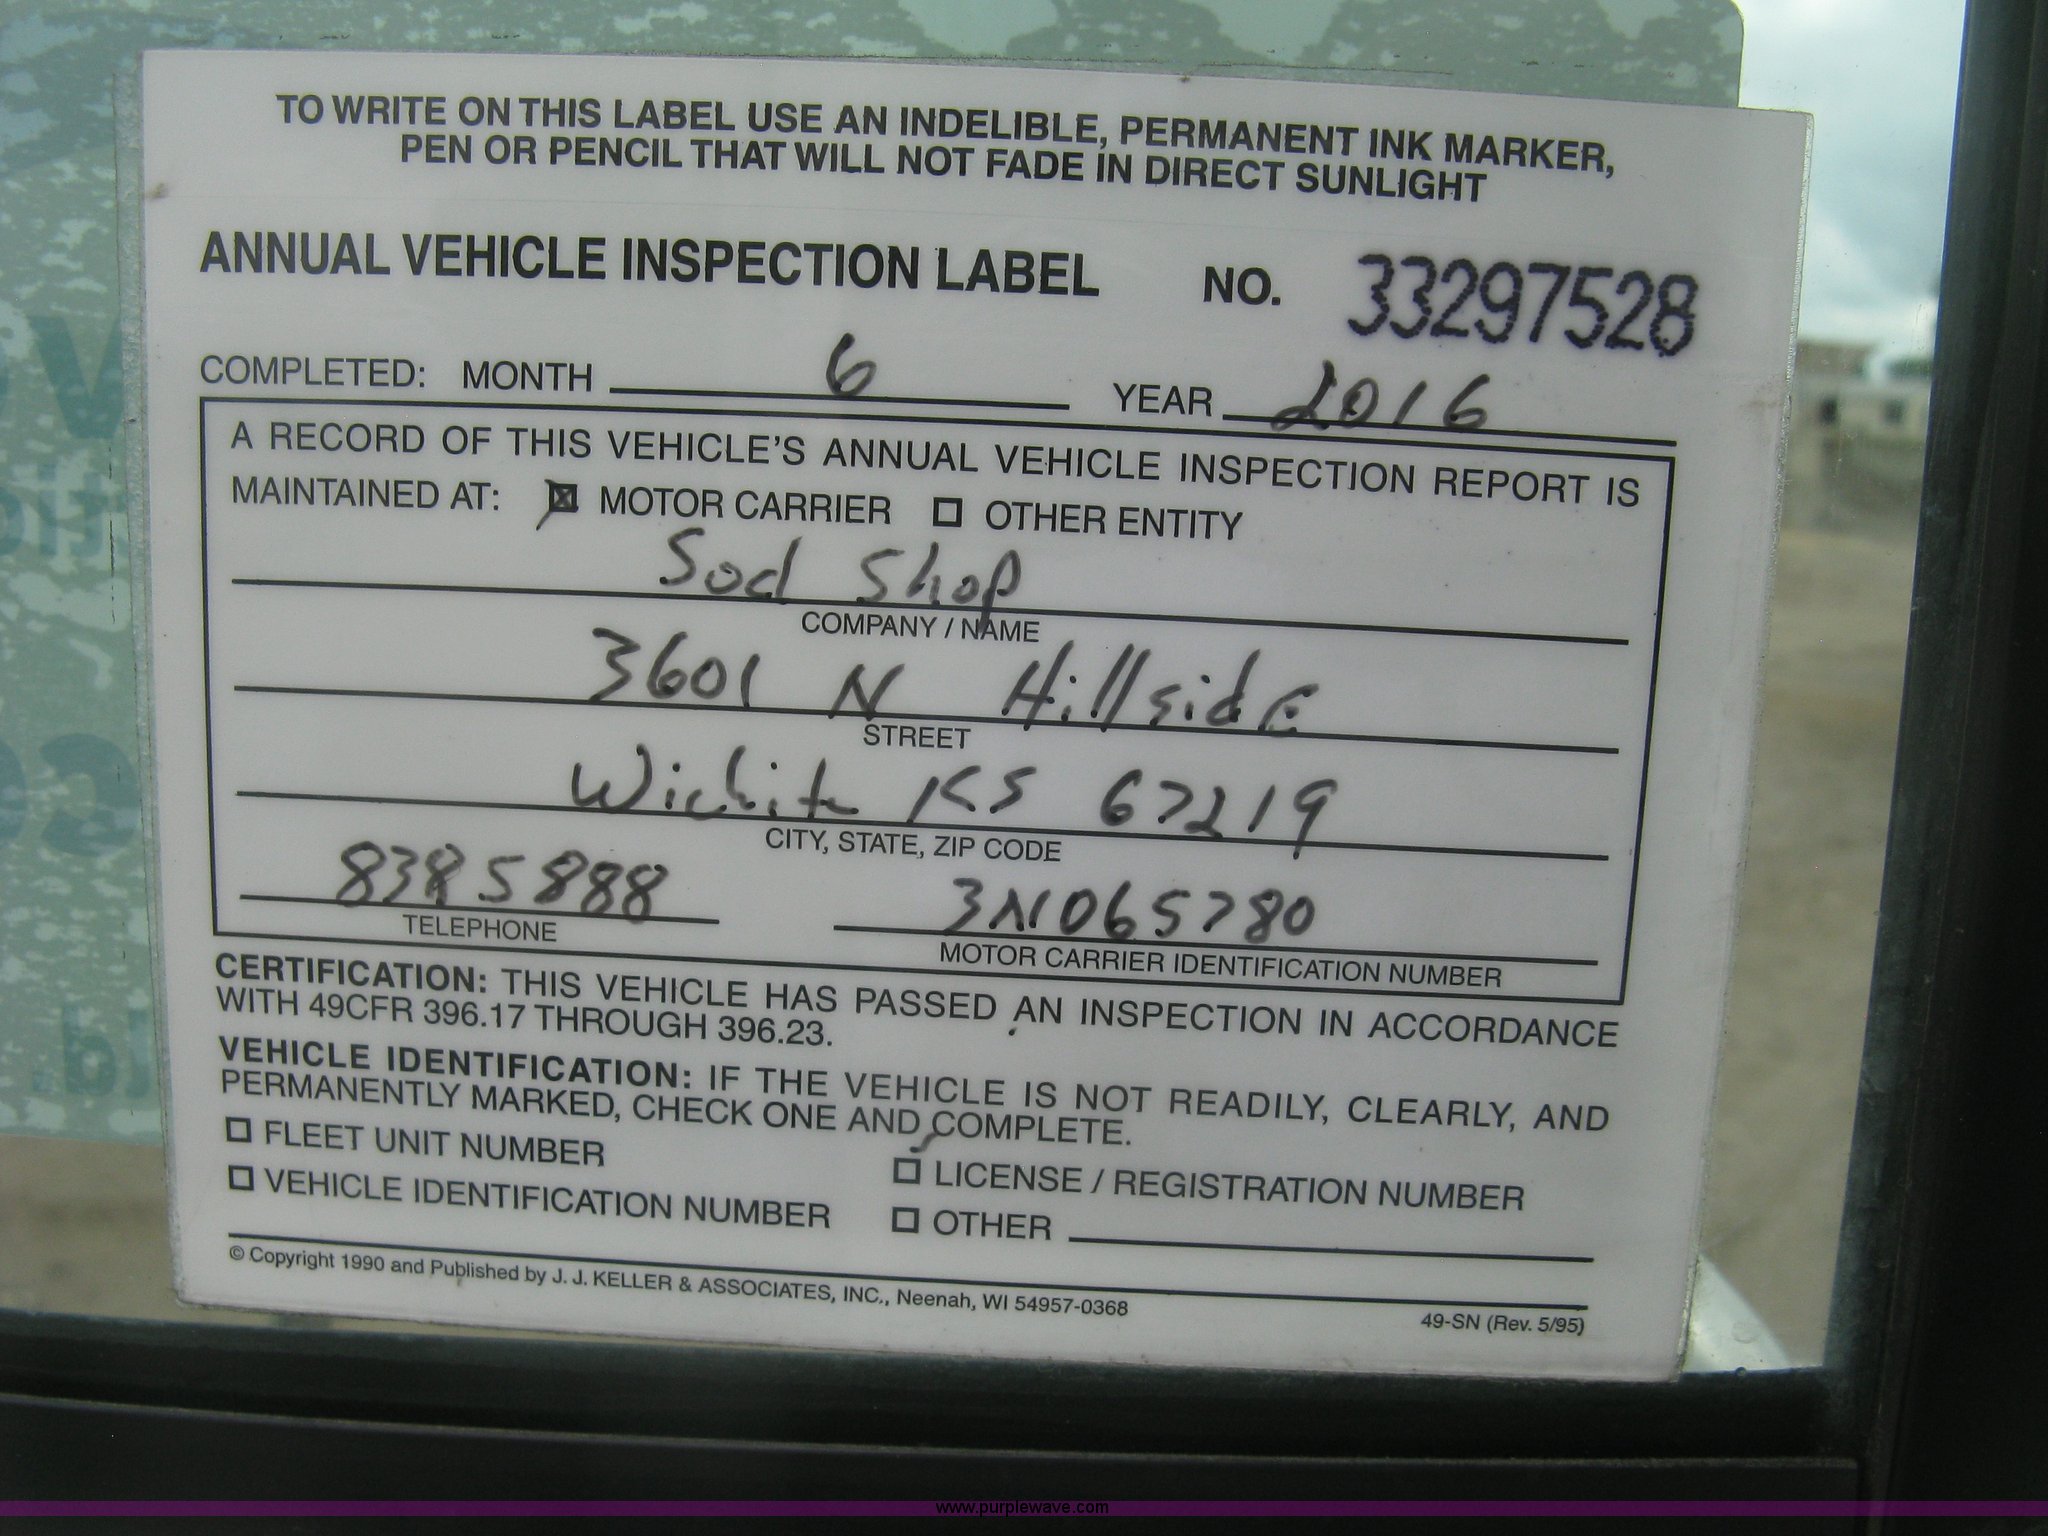 TO WRITE ON THIS LABEL USE AN INDELIBLE, PERMANENT INK MARKER,
PEN OR PENCIL THAT WILL NOT FADE IN DIRECT SUNLIGHT
ANNUAL VEHICLE INSPECTION LABEL NO. 33297528
COMPLETED: MONTH 6 YEAR 2016
A RECORD OF THIS VEHICLE'S ANNUAL VEHICLE INSPECTION REPORT IS
MAINTAINED AT: ☒ MOTOR CARRIER ☐ OTHER ENTITY
Sod Shop
COMPANY / NAME
3601 N Hillside
STREET
Wichita KS 67219
CITY, STATE, ZIP CODE
838 5888 3N065780
TELEPHONE MOTOR CARRIER IDENTIFICATION NUMBER
CERTIFICATION: THIS VEHICLE HAS PASSED AN INSPECTION IN ACCORDANCE
WITH 49CFR 396.17 THROUGH 396.23.
VEHICLE IDENTIFICATION: IF THE VEHICLE IS NOT READILY, CLEARLY, AND
PERMANENTLY MARKED, CHECK ONE AND COMPLETE.
☐ FLEET UNIT NUMBER ☐ LICENSE / REGISTRATION NUMBER
☐ VEHICLE IDENTIFICATION NUMBER ☐ OTHER
© Copyright 1990 and Published by J. J. KELLER & ASSOCIATES, INC., Neenah, WI 54957-0368
49-SN (Rev. 5/95)
www.purplewave.com